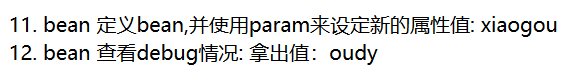 11. bean 定义bean,并使用param来设定新的属性值: xiaogou
12. bean 查看debug情况: 拿出值：oudy